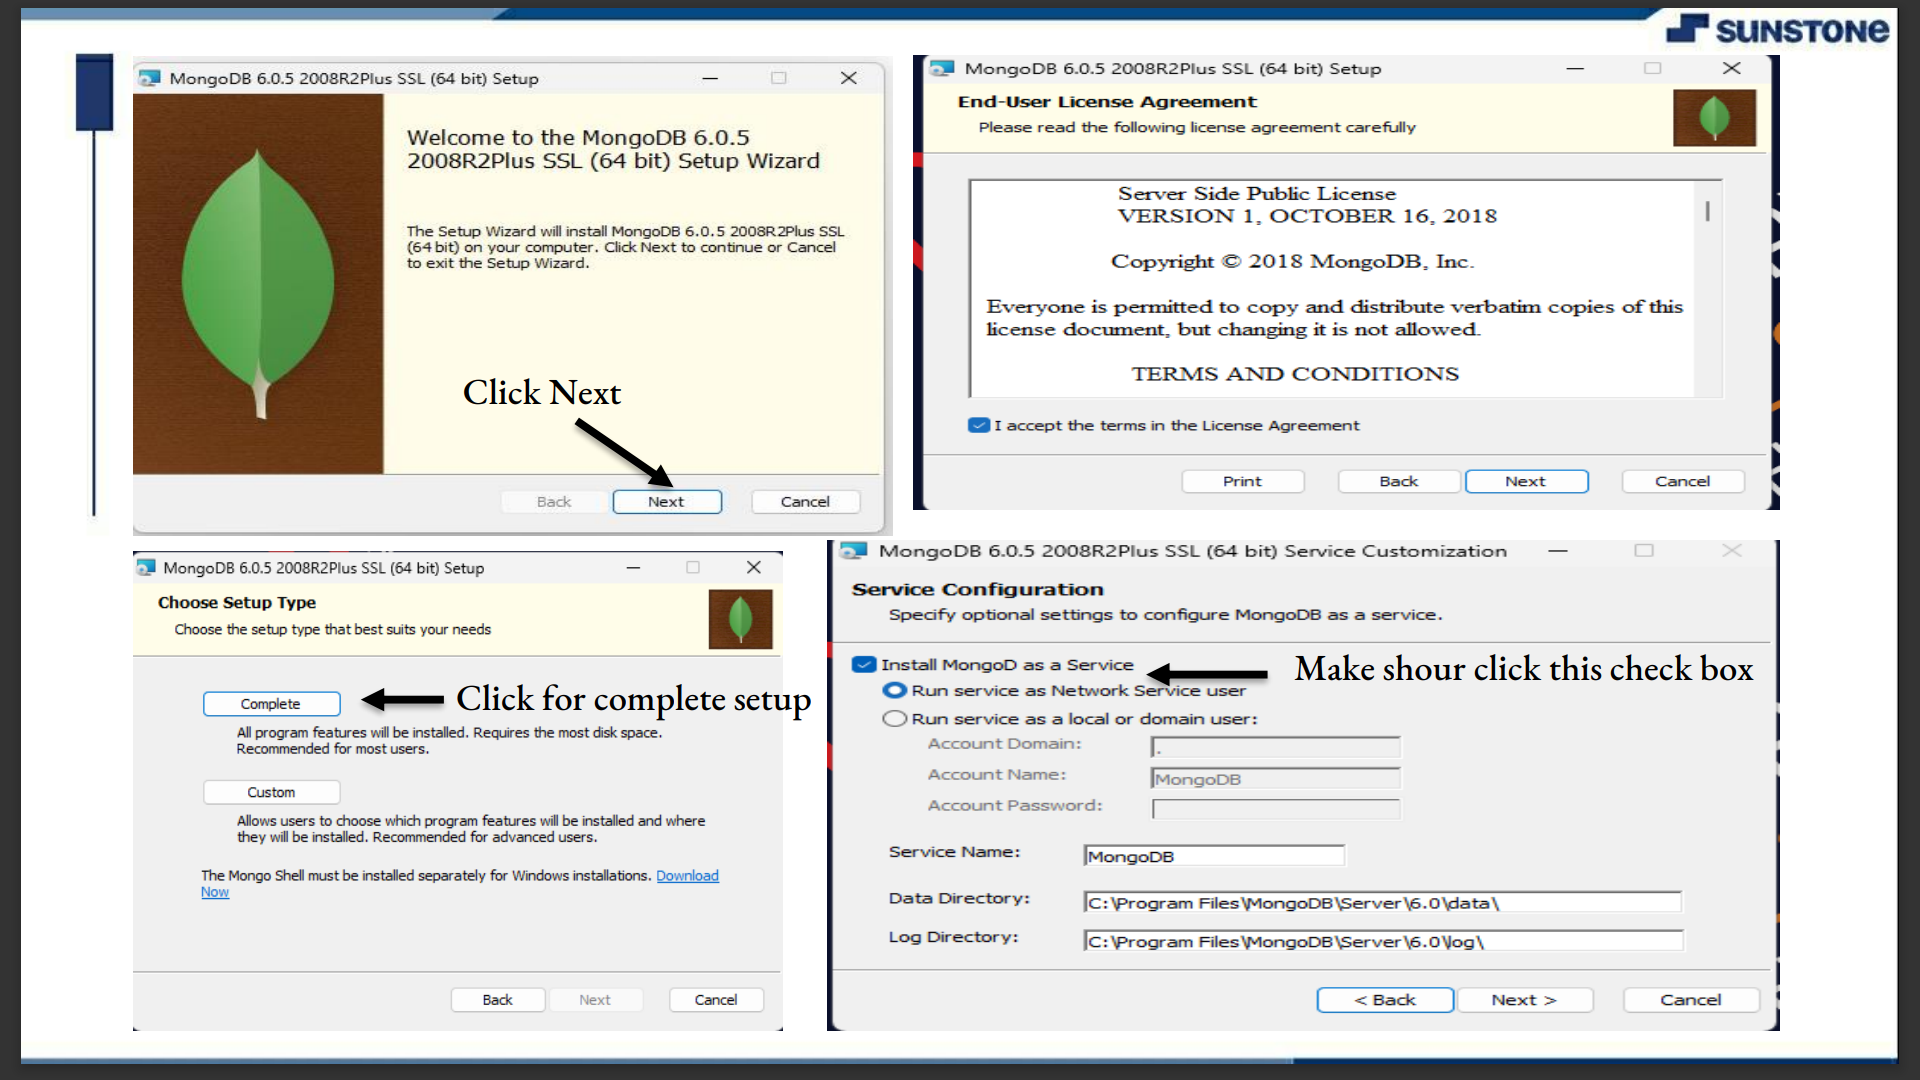 SUNSTONE
MongoDB 6.0.5 2008R2Plus SSL (64 bit) Setup
Welcome to the MongoDB 6.0.5
2008R2Plus SSL (64 bit) Setup Wizard
The Setup Wizard will install MongoDB 6.0.5 2008R2Plus SSL
(64 bit) on your computer. Click Next to continue or Cancel
to exit the Setup Wizard.
Click Next
Back Next Cancel
MongoDB 6.0.5 2008R2Plus SSL (64 bit) Setup
End-User License Agreement
Please read the following license agreement carefully
Server Side Public License
VERSION 1, OCTOBER 16, 2018
Copyright © 2018 MongoDB, Inc.
Everyone is permitted to copy and distribute verbatim copies of this
license document, but changing it is not allowed.
TERMS AND CONDITIONS
I accept the terms in the License Agreement
Print Back Next Cancel
MongoDB 6.0.5 2008R2Plus SSL (64 bit) Setup
Choose Setup Type
Choose the setup type that best suits your needs
Complete
Click for complete setup
All program features will be installed. Requires the most disk space.
Recommended for most users.
Custom
Allows users to choose which program features will be installed and where
they will be installed. Recommended for advanced users.
The Mongo Shell must be installed separately for Windows installations. Download
Now
Back Next Cancel
MongoDB 6.0.5 2008R2Plus SSL (64 bit) Service Customization
Service Configuration
Specify optional settings to configure MongoDB as a service.
Install MongoD as a Service
Make shour click this check box
Run service as Network Service user
Run service as a local or domain user:
Account Domain: .
Account Name: MongoDB
Account Password:
Service Name: MongoDB
Data Directory: C:\Program Files\MongoDB\Server\6.0\data\
Log Directory: C:\Program Files\MongoDB\Server\6.0\log\
< Back Next > Cancel